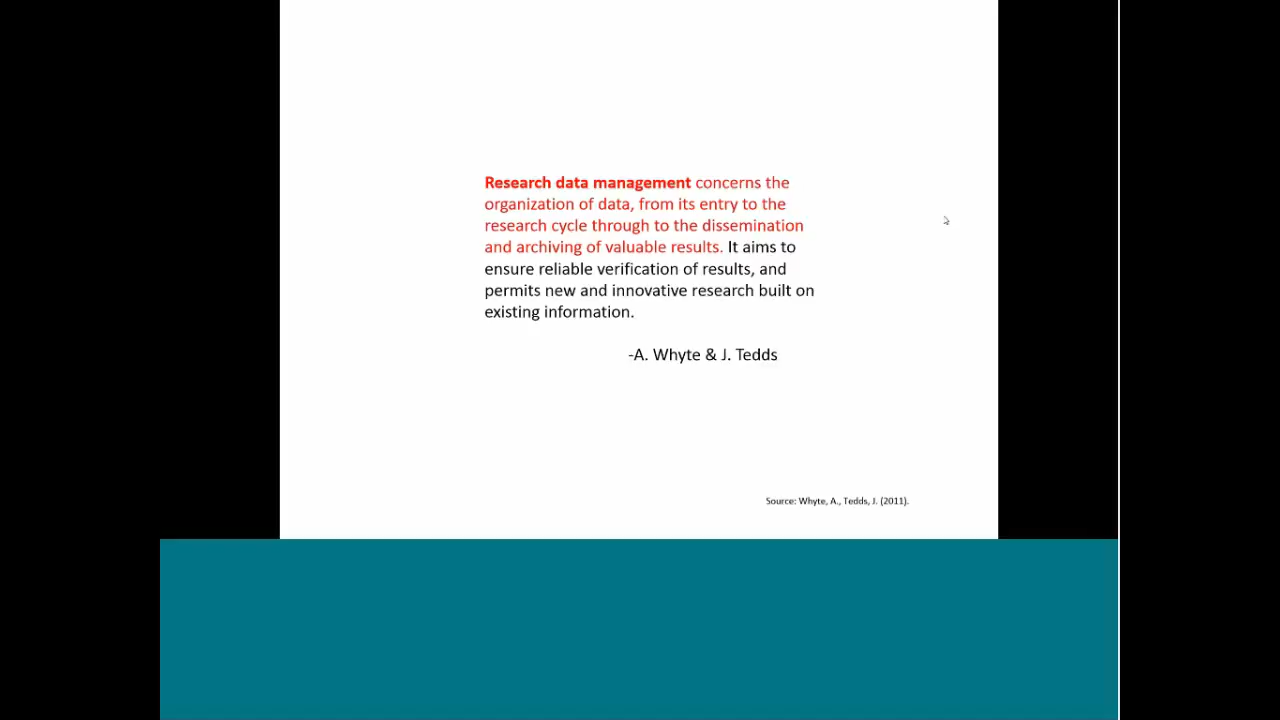 Research data management concerns the
organization of data, from its entry to the
research cycle through to the dissemination
and archiving of valuable results. It aims to
ensure reliable verification of results, and
permits new and innovative research built on
existing information.
-A. Whyte & J. Tedds
Source: Whyte, A., Tedds, J. (2011).